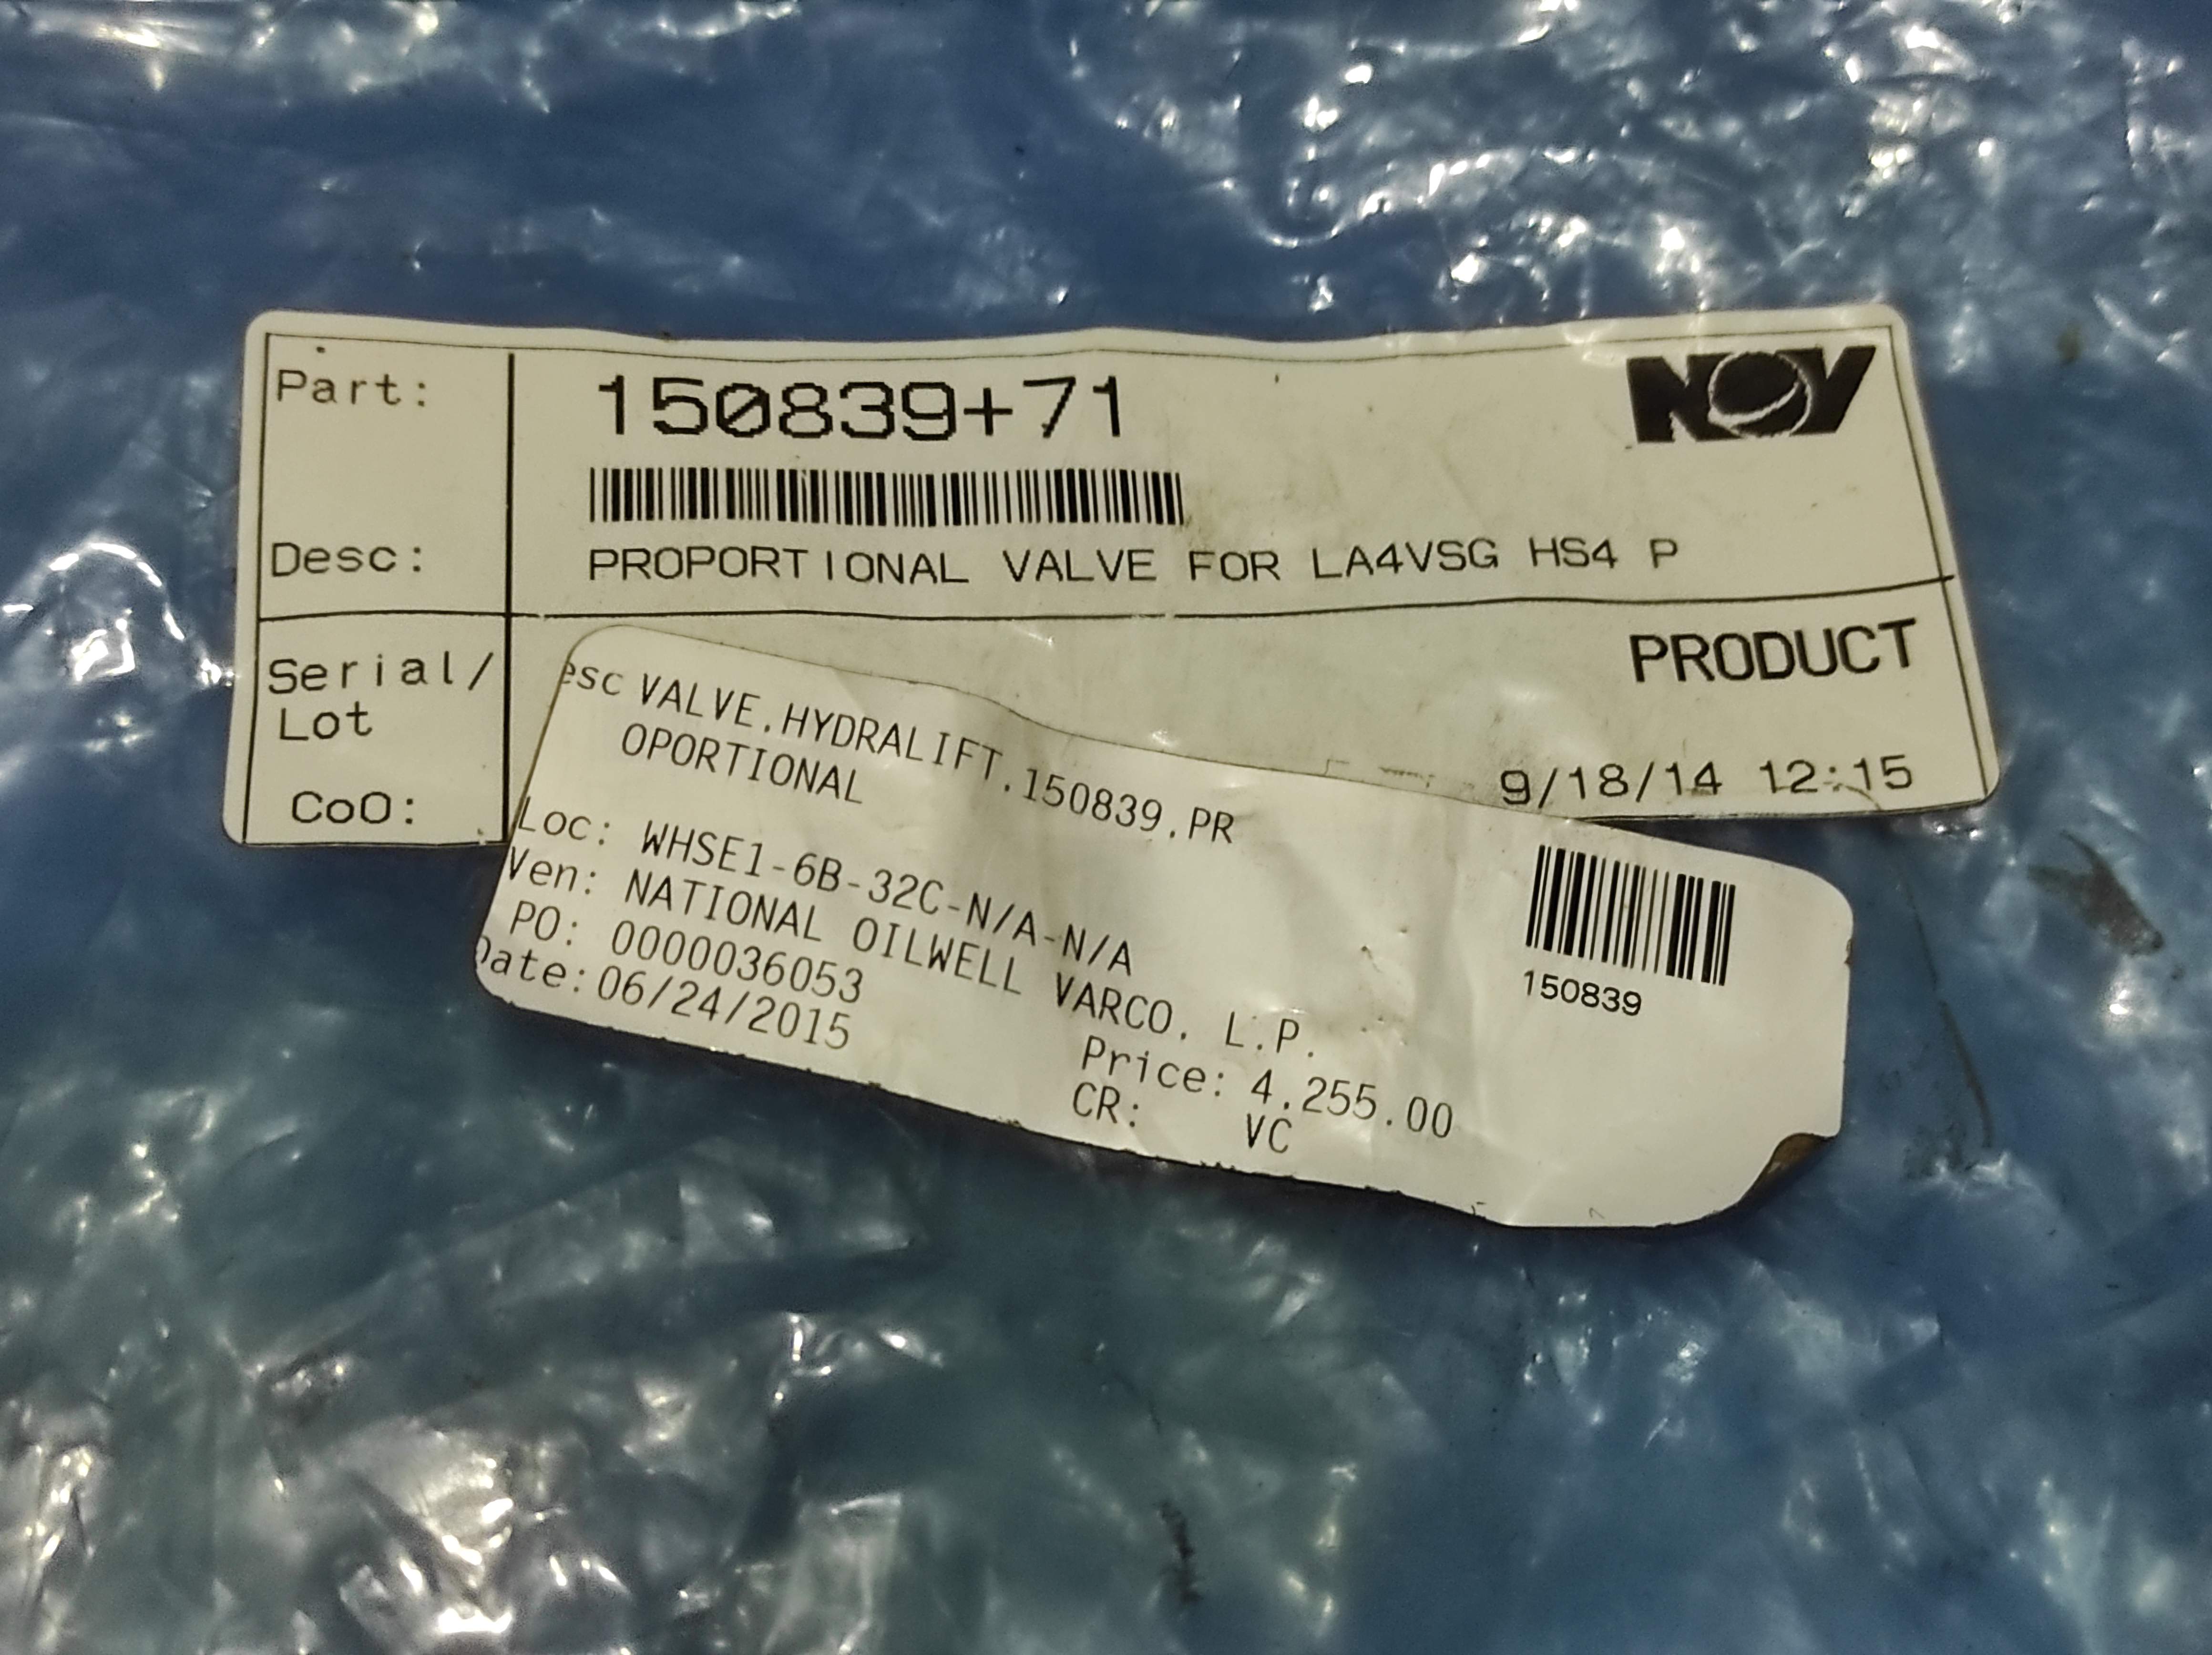 Part: 150839+71
NOV
Desc: PROPORTIONAL VALVE FOR LA4VSG HS4 P
Serial/
Lot
PRODUCT
CoO:
9/18/14 12:15
esc VALVE,HYDRALIFT,150839,PR
OPORTIONAL
Loc: WHSE1-6B-32C-N/A-N/A
Ven: NATIONAL OILWELL VARCO, L.P.
PO: 0000036053
Date: 06/24/2015
Price: 4,255.00
CR: VC
150839